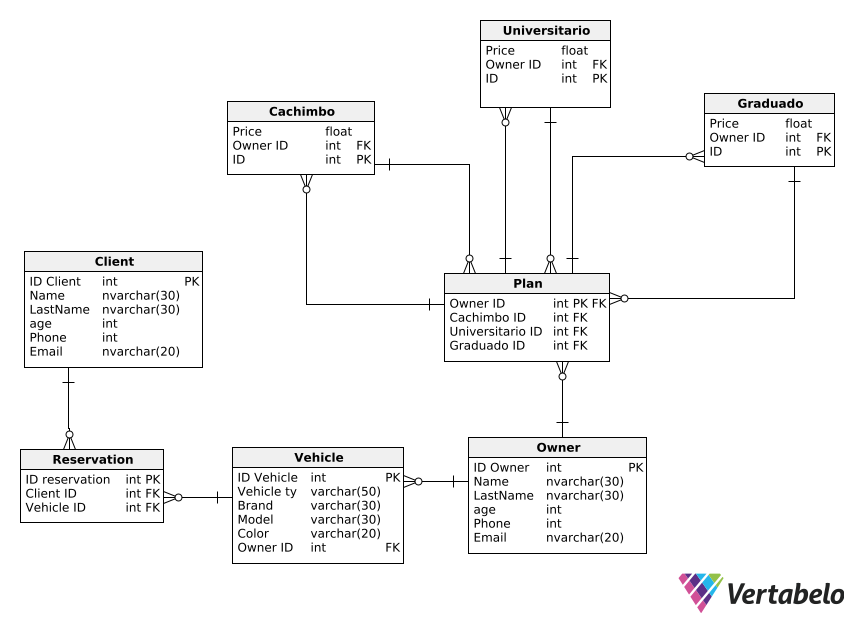 Universitario
Price float
Owner ID int FK
ID int PK
Graduado
Price float
Owner ID int FK
ID int PK
Cachimbo
Price float
Owner ID int FK
ID int PK
Client
ID Client int PK
Name nvarchar(30)
LastName nvarchar(30)
age int
Phone int
Email nvarchar(20)
Plan
Owner ID int PK FK
Cachimbo ID int FK
Universitario ID int FK
Graduado ID int FK
Reservation
ID reservation int PK
Client ID int FK
Vehicle ID int FK
Vehicle
ID Vehicle int PK
Vehicle ty varchar(50)
Brand varchar(30)
Model varchar(30)
Color varchar(20)
Owner ID int FK
Owner
ID Owner int PK
Name nvarchar(30)
LastName nvarchar(30)
age int
Phone int
Email nvarchar(20)
Vertabelo